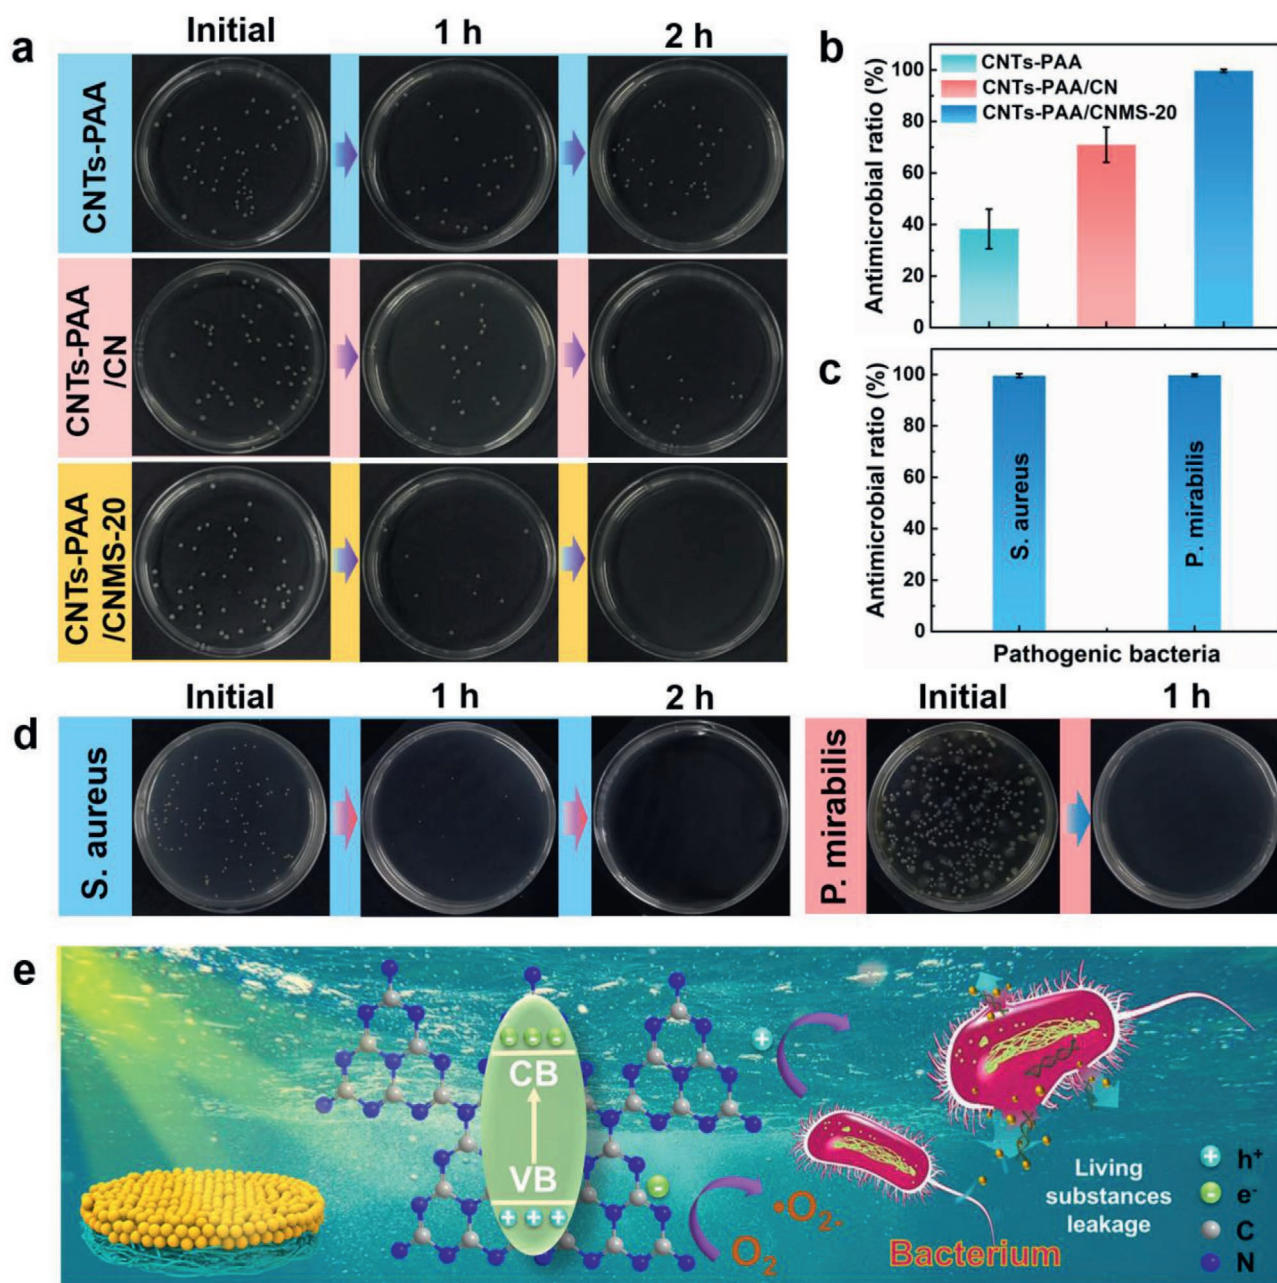 a
Initial
1 h
2 h
CNTs-PAA
CNTs-PAA
/CN
CNTs-PAA
/CNMS-20
b
Antimicrobial ratio (%)
100
80
60
40
20
0
CNTs-PAA
CNTs-PAA/CN
CNTs-PAA/CNMS-20
c
Antimicrobial ratio (%)
100
80
60
40
20
0
S. aureus
P. mirabilis
Pathogenic bacteria
d
Initial
1 h
2 h
S. aureus
Initial
1 h
P. mirabilis
e
CB
VB
O₂
•O₂•
Bacterium
Living
substances
leakage
h⁺
e⁻
C
N